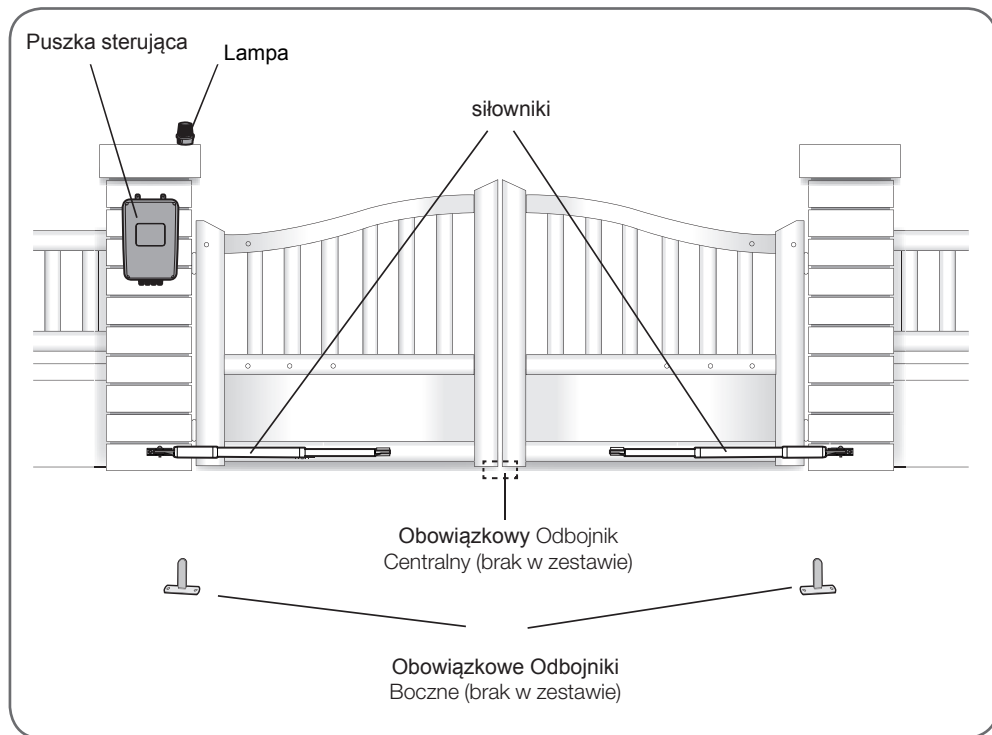 Puszka sterująca
Lampa
siłowniki
Obowiązkowy Odbojnik
Centralny (brak w zestawie)
Obowiązkowe Odbojniki
Boczne (brak w zestawie)